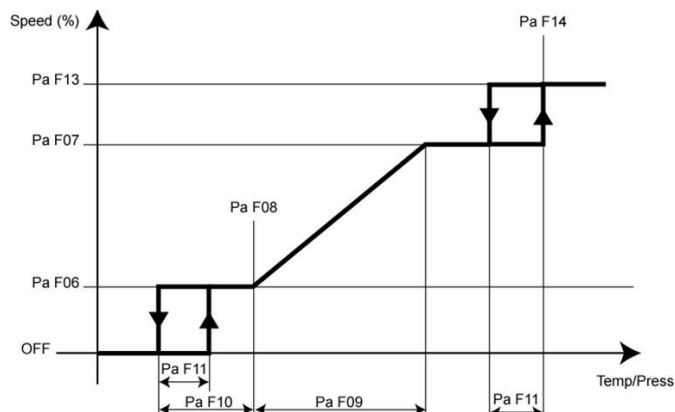 Speed (%)
Pa F14
Pa F13
Pa F07
Pa F08
Pa F06
OFF
Pa F11
Temp/Press
Pa F10
Pa F09
Pa F11